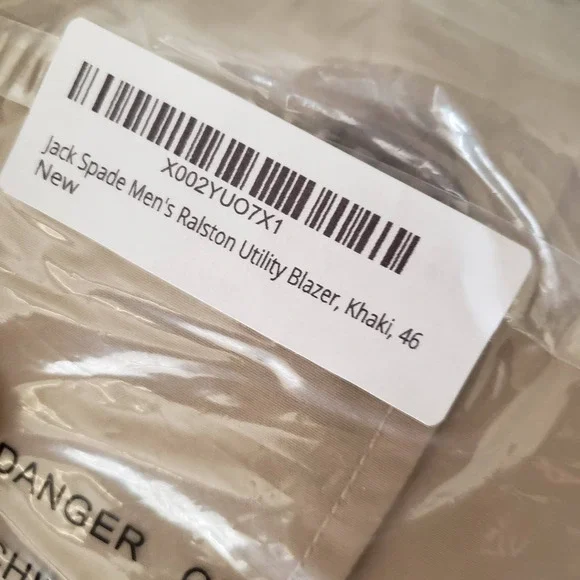 X002YUO7X1
Jack Spade Men's Ralston Utility Blazer, Khaki, 46
New
DANGER